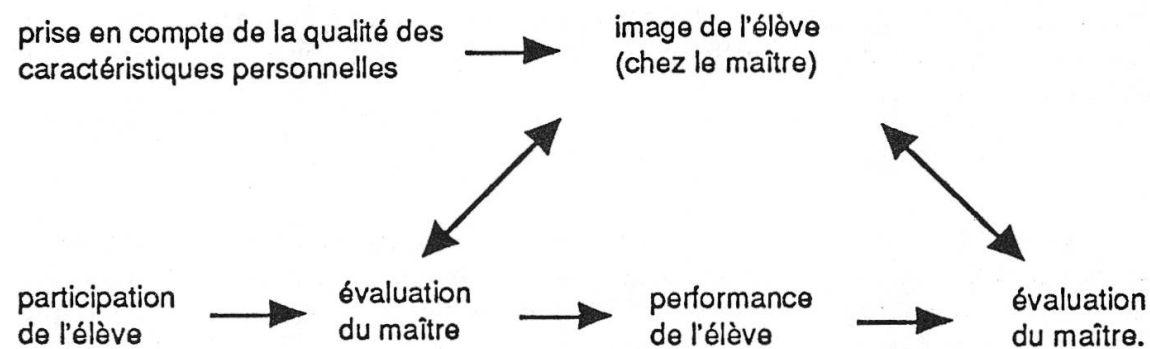 prise en compte de la qualité des
caractéristiques personnelles
image de l'élève
(chez le maître)
participation
de l'élève
évaluation
du maître
performance
de l'élève
évaluation
du maître.